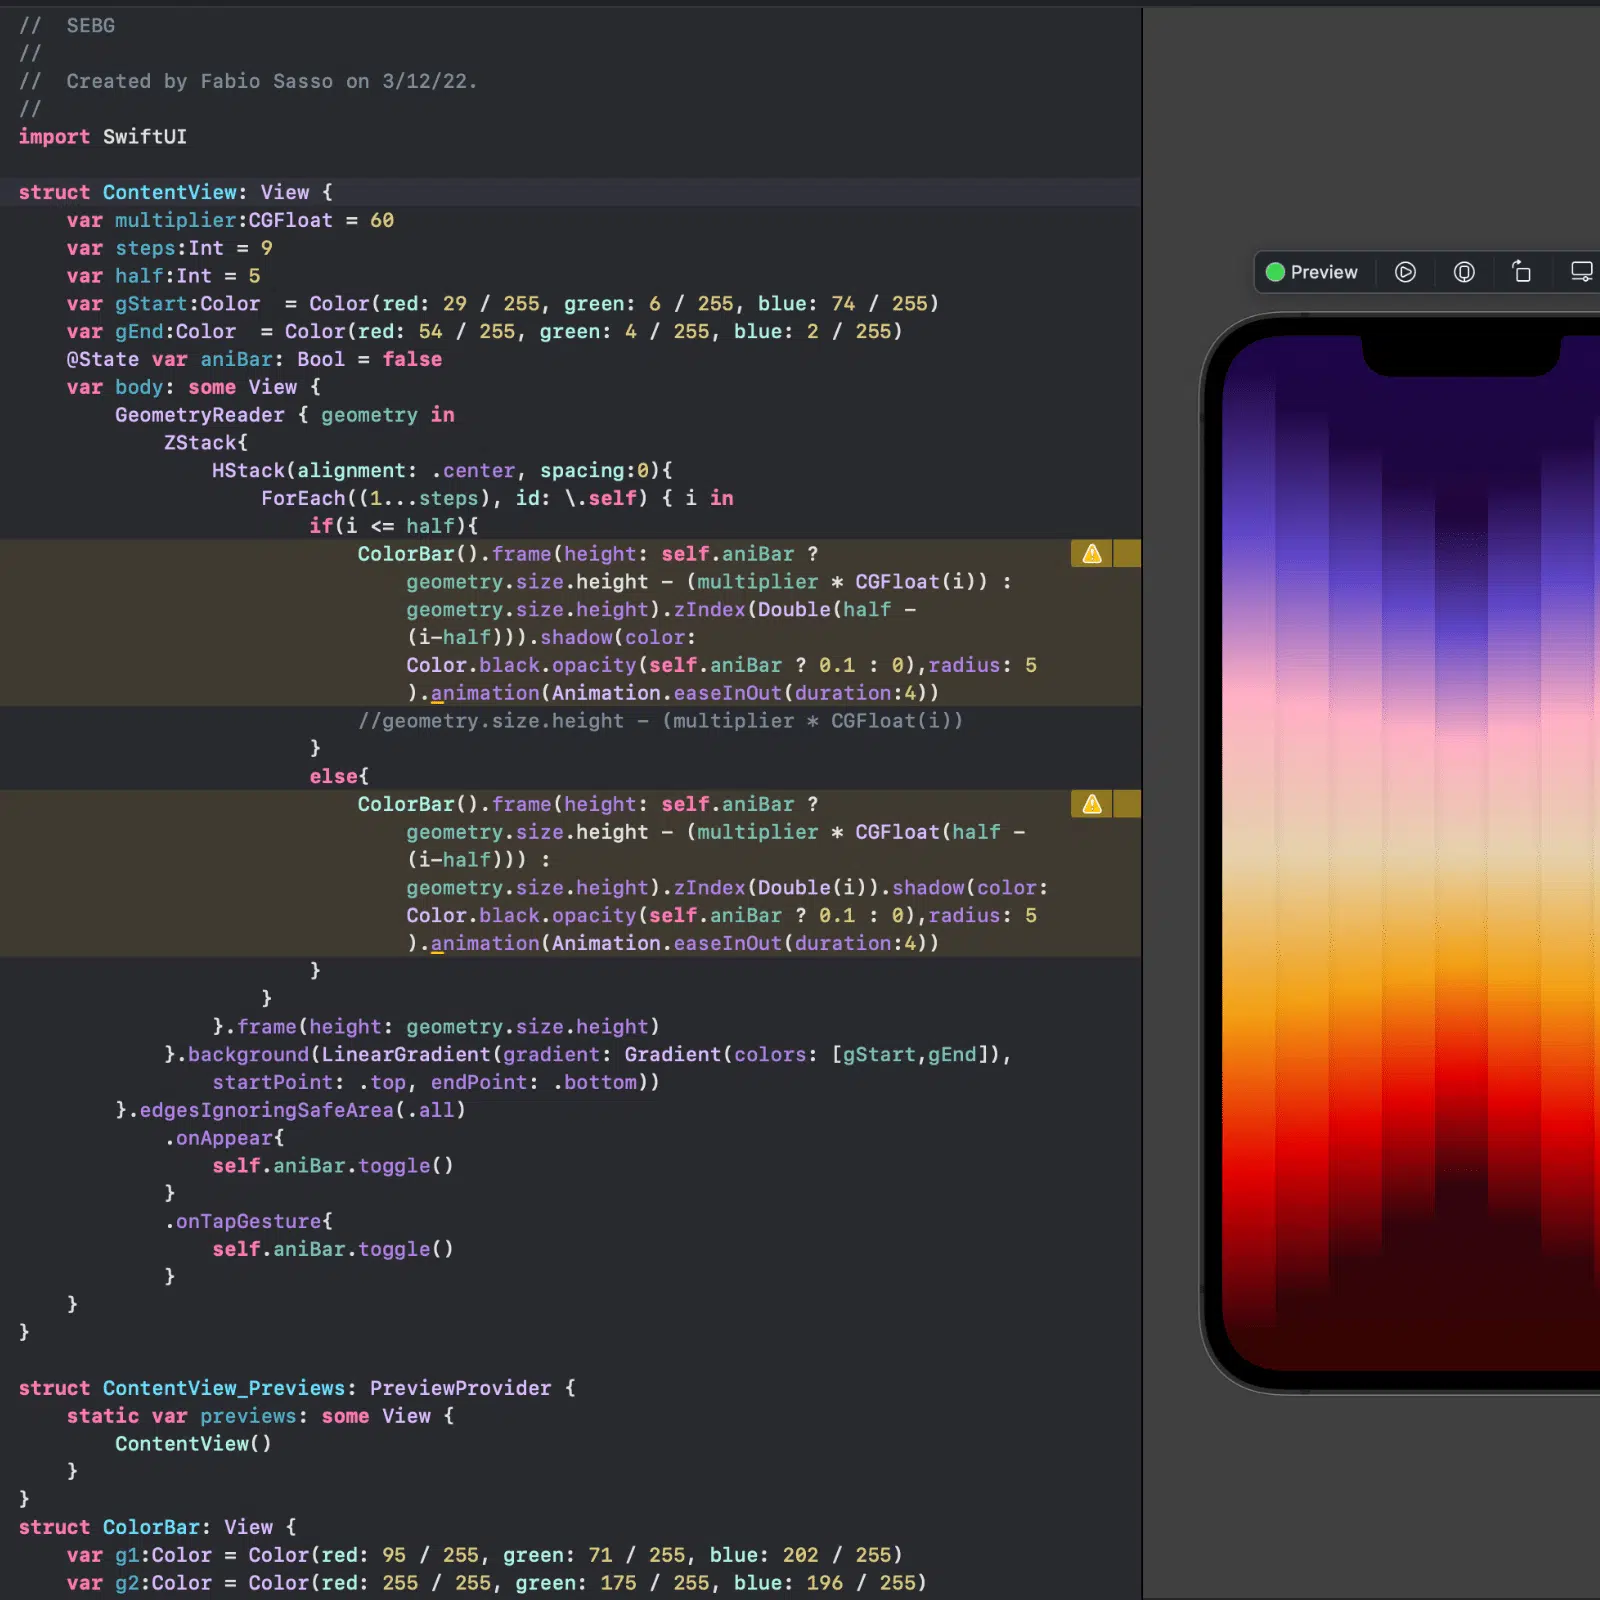 //  SEBG
//
//  Created by Fabio Sasso on 3/12/22.
//
import SwiftUI
struct ContentView: View {
    var multiplier:CGFloat = 60
    var steps:Int = 9
    var half:Int = 5
    var gStart:Color  = Color(red: 29 / 255, green: 6 / 255, blue: 74 / 255)
    var gEnd:Color  = Color(red: 54 / 255, green: 4 / 255, blue: 2 / 255)
    @State var aniBar: Bool = false
    var body: some View {
        GeometryReader { geometry in
            ZStack{
                HStack(alignment: .center, spacing:0){
                    ForEach((1...steps), id: \.self) { i in
                        if(i <= half){
                            ColorBar().frame(height: self.aniBar ?
                                geometry.size.height - (multiplier * CGFloat(i)) :
                                geometry.size.height).zIndex(Double(half -
                                (i-half))).shadow(color:
                                Color.black.opacity(self.aniBar ? 0.1 : 0),radius: 5
                                ).animation(Animation.easeInOut(duration:4))
                            //geometry.size.height - (multiplier * CGFloat(i))
                        }
                        else{
                            ColorBar().frame(height: self.aniBar ?
                                geometry.size.height - (multiplier * CGFloat(half -
                                (i-half))) :
                                geometry.size.height).zIndex(Double(i)).shadow(color:
                                Color.black.opacity(self.aniBar ? 0.1 : 0),radius: 5
                                ).animation(Animation.easeInOut(duration:4))
                        }
                    }
                }.frame(height: geometry.size.height)
            }.background(LinearGradient(gradient: Gradient(colors: [gStart,gEnd]),
                startPoint: .top, endPoint: .bottom))
        }.edgesIgnoringSafeArea(.all)
            .onAppear{
                self.aniBar.toggle()
            }
            .onTapGesture{
                self.aniBar.toggle()
            }
    }
}
struct ContentView_Previews: PreviewProvider {
    static var previews: some View {
        ContentView()
    }
}
struct ColorBar: View {
    var g1:Color = Color(red: 95 / 255, green: 71 / 255, blue: 202 / 255)
    var g2:Color = Color(red: 255 / 255, green: 175 / 255, blue: 196 / 255)
Preview